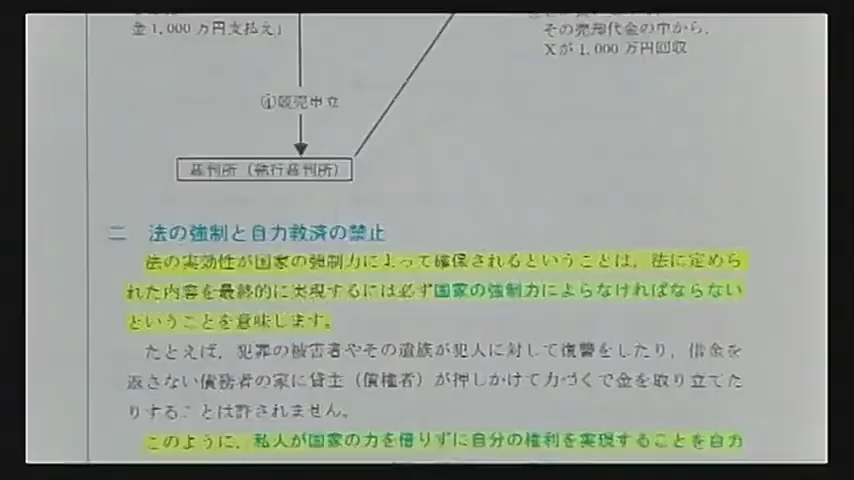 金1,000万円支払え」
その売却代金の中から,
Xが1,000万円回収
④競売申立
裁判所（執行裁判所）
二 法の強制と自力救済の禁止
法の実効性が国家の強制力によって確保されるということは，法に定めら
れた内容を最終的に実現するには必ず国家の強制力によらなければならない
ということを意味します。
たとえば，犯罪の被害者やその遺族が犯人に対して復讐をしたり，借金を
返さない債務者の家に貸主（債権者）が押しかけて力づくで金を取り立てた
りすることは許されません。
このように，私人が国家の力を借りずに自分の権利を実現することを自力